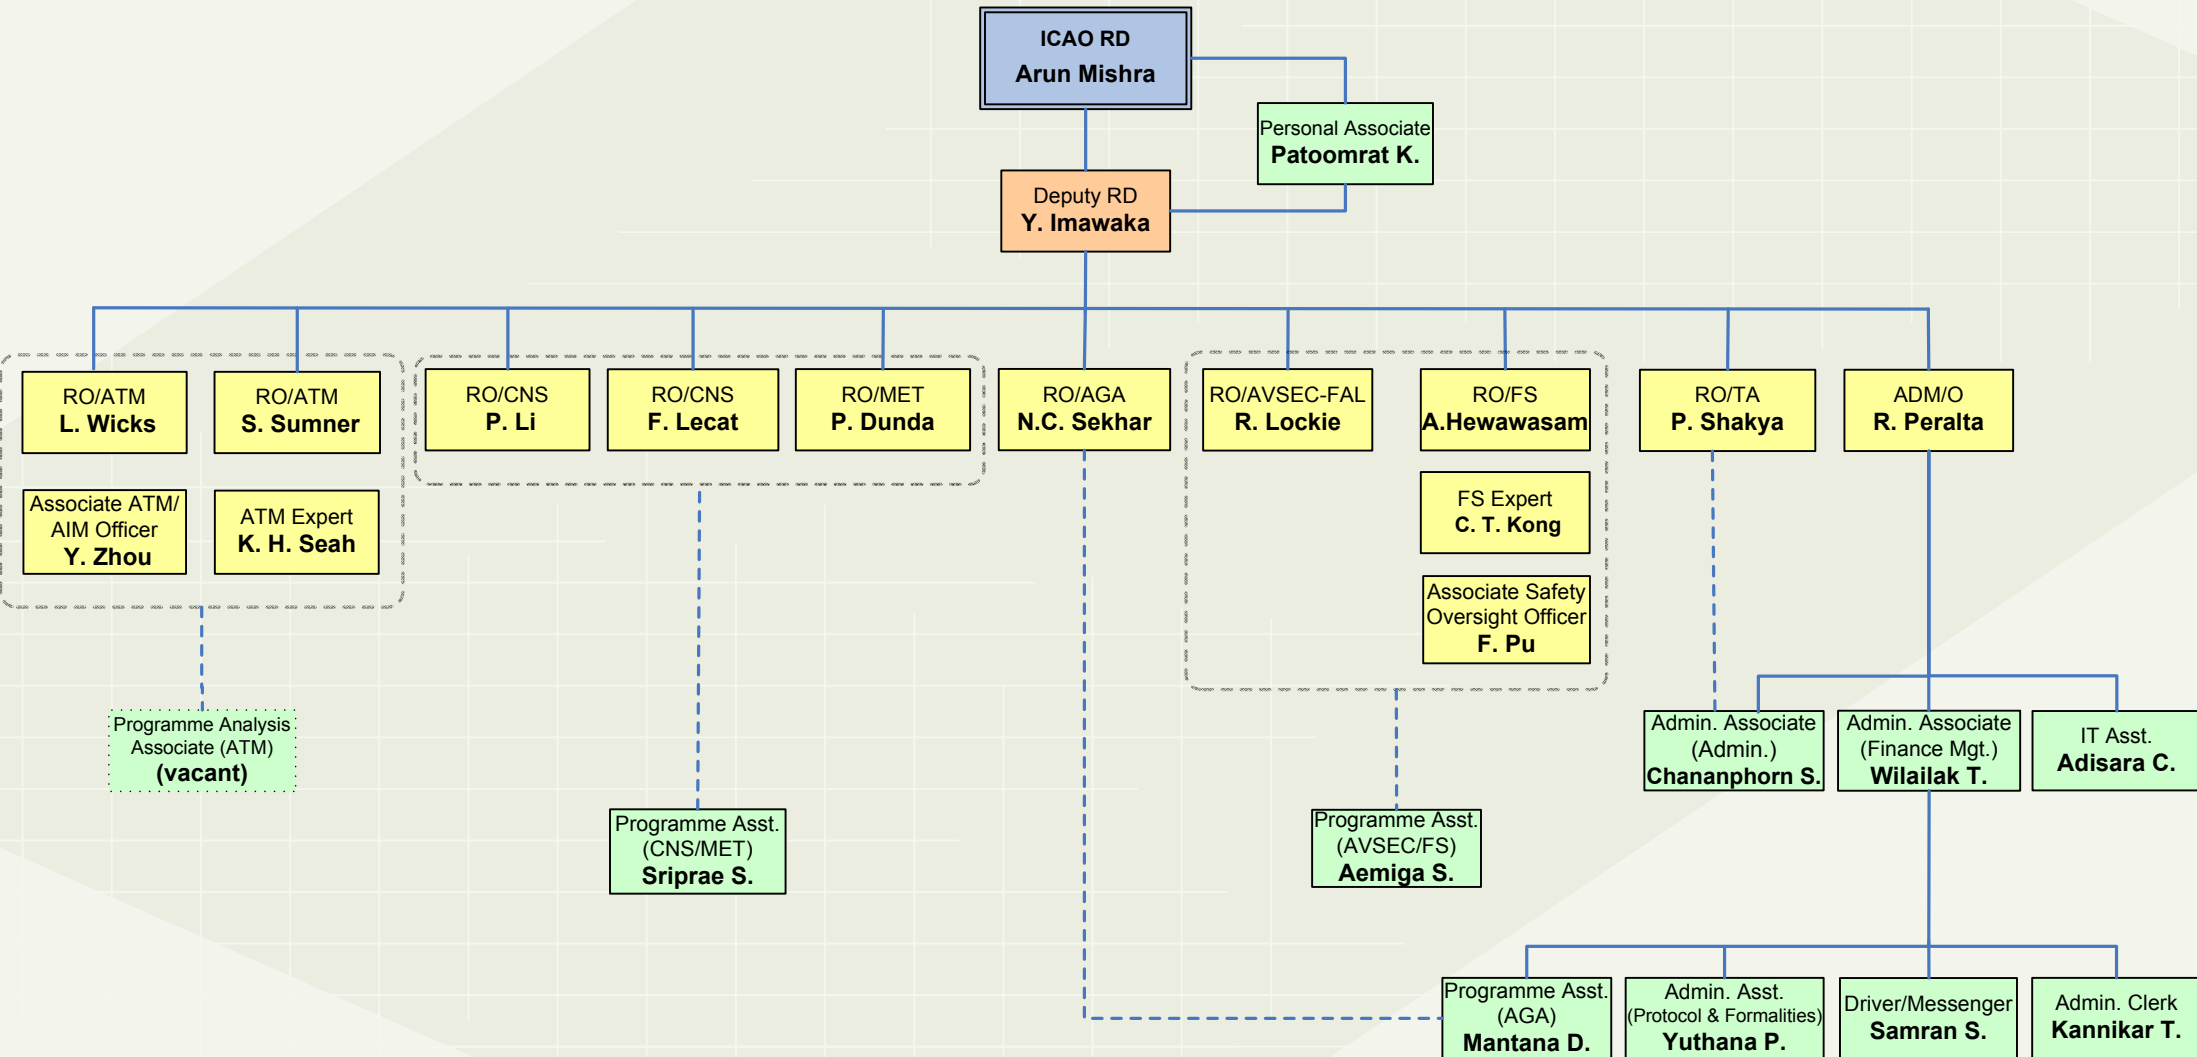 ICAO RD
Arun Mishra
Personal Associate
Patoomrat K.
Deputy RD
Y. Imawaka
RO/ATM
L. Wicks
RO/ATM
S. Sumner
RO/CNS
P. Li
RO/CNS
F. Lecat
RO/MET
P. Dunda
RO/AGA
N.C. Sekhar
RO/AVSEC-FAL
R. Lockie
RO/FS
A.Hewawasam
RO/TA
P. Shakya
ADM/O
R. Peralta
Associate ATM/
AIM Officer
Y. Zhou
ATM Expert
K. H. Seah
FS Expert
C. T. Kong
Associate Safety
Oversight Officer
F. Pu
Programme Analysis
Associate (ATM)
(vacant)
Admin. Associate
(Admin.)
Chananphorn S.
Admin. Associate
(Finance Mgt.)
Wilailak T.
IT Asst.
Adisara C.
Programme Asst.
(CNS/MET)
Sriprae S.
Programme Asst.
(AVSEC/FS)
Aemiga S.
Programme Asst.
(AGA)
Mantana D.
Admin. Asst.
(Protocol & Formalities)
Yuthana P.
Driver/Messenger
Samran S.
Admin. Clerk
Kannikar T.